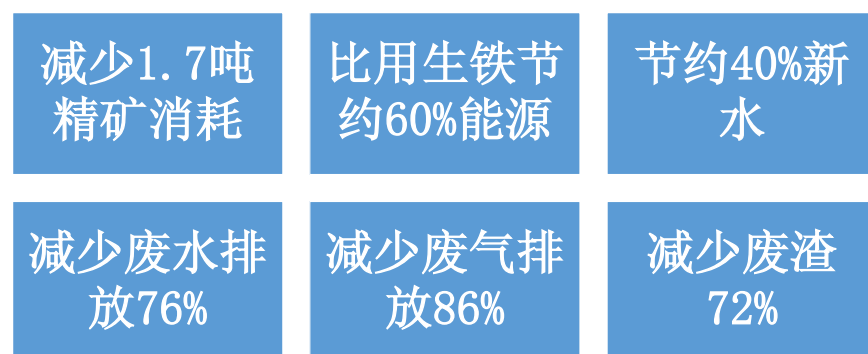 减少1.7吨
精矿消耗
比用生铁节
约60%能源
节约40%新
水
减少废水排
放76%
减少废气排
放86%
减少废渣
72%